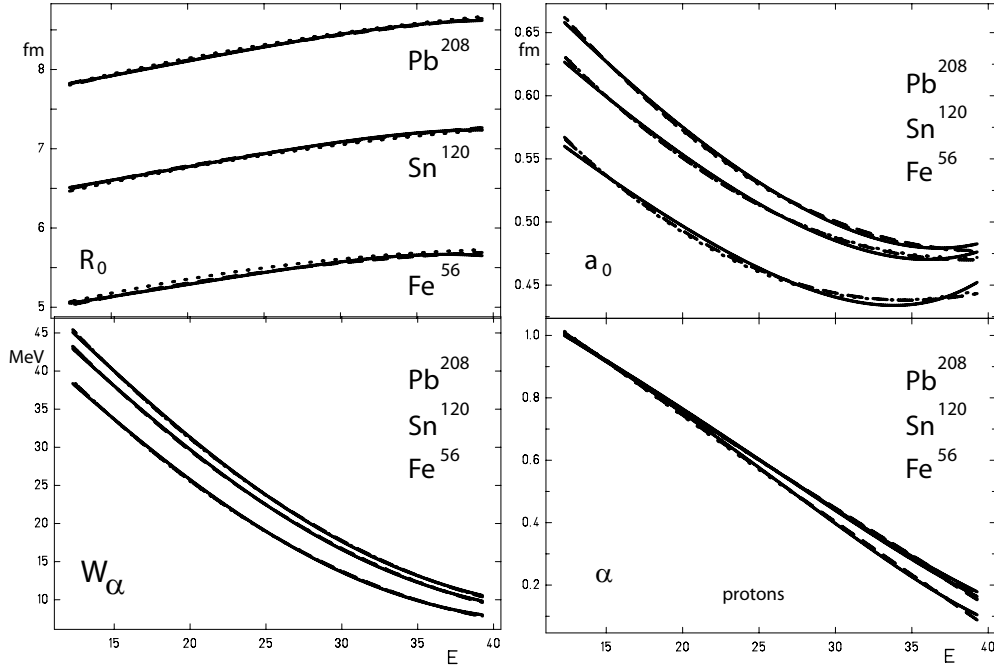 fm
8
7
6
5
Pb²⁰⁸
Sn¹²⁰
Fe⁵⁶
R₀
0.65
fm
0.60
0.55
0.50
0.45
Pb²⁰⁸
Sn¹²⁰
Fe⁵⁶
a₀
45
MeV
40
35
30
25
20
15
10
Pb²⁰⁸
Sn¹²⁰
Fe⁵⁶
Wα
15 20 25 30 35
E
1.0
0.8
0.6
0.4
0.2
Pb²⁰⁸
Sn¹²⁰
Fe⁵⁶
α
protons
15 20 25 30 35 40
E